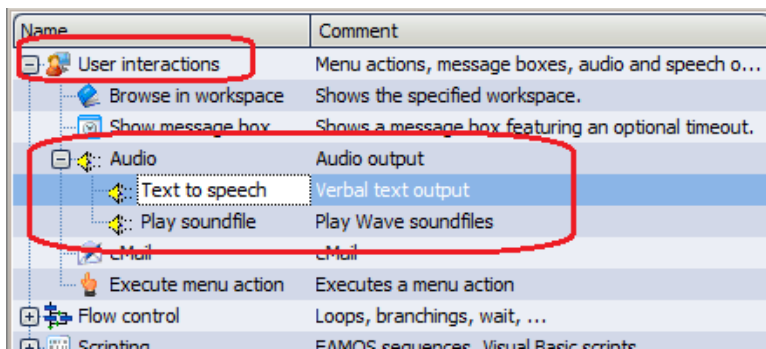 Name Comment
User interactions Menu actions, message boxes, audio and speech o...
Browse in workspace Shows the specified workspace.
Show message box Shows a message box featuring an optional timeout.
Audio Audio output
Text to speech Verbal text output
Play soundfile Play Wave soundfiles
eMail eMail
Execute menu action Executes a menu action
Flow control Loops, branchings, wait, ...
Scripting FAMOS sequences, Visual Basic scripts